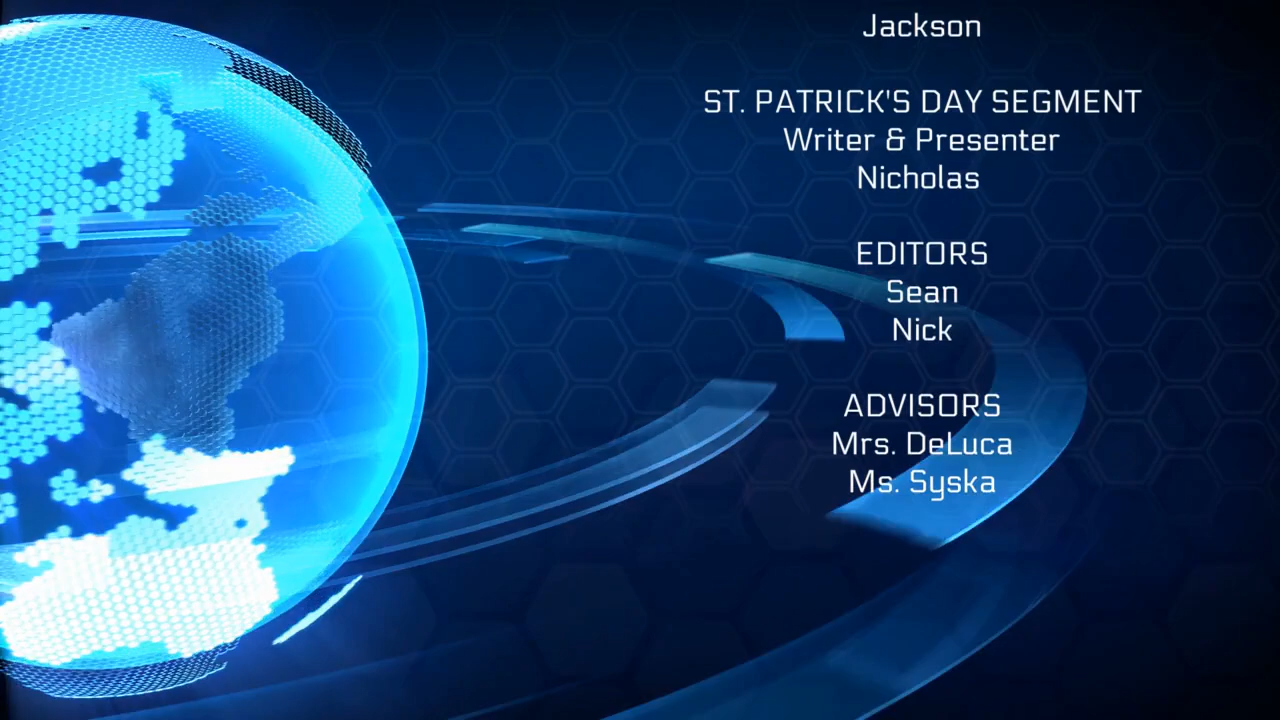 Jackson
ST. PATRICK'S DAY SEGMENT
Writer & Presenter
Nicholas
EDITORS
Sean
Nick
ADVISORS
Mrs. DeLuca
Ms. Syska